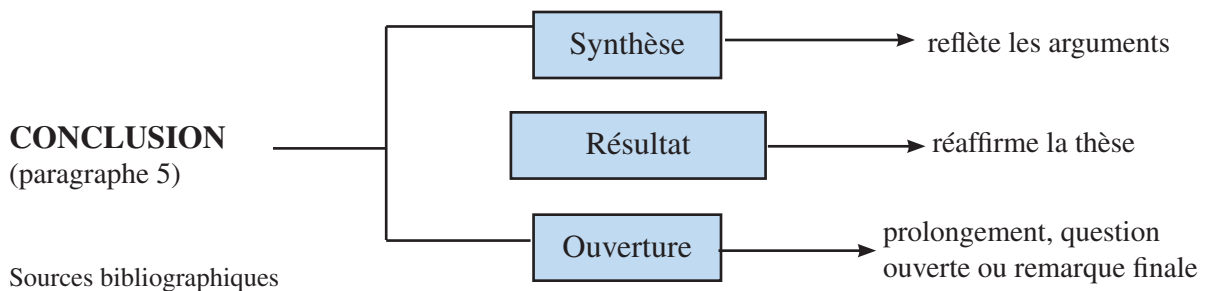 Synthèse
reflète les arguments
CONCLUSION
(paragraphe 5)
Résultat
réaffirme la thèse
Ouverture
prolongement, question
ouverte ou remarque finale
Sources bibliographiques